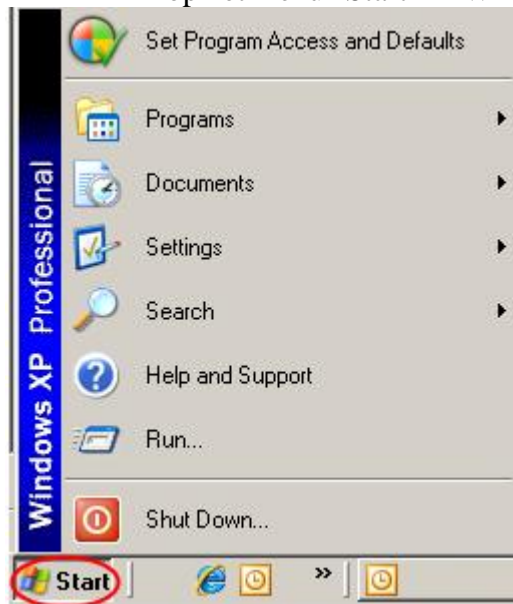 Set Program Access and Defaults
Programs
Documents
Settings
Search
Help and Support
Run...
Shut Down...
Windows XP Professional
Start
»